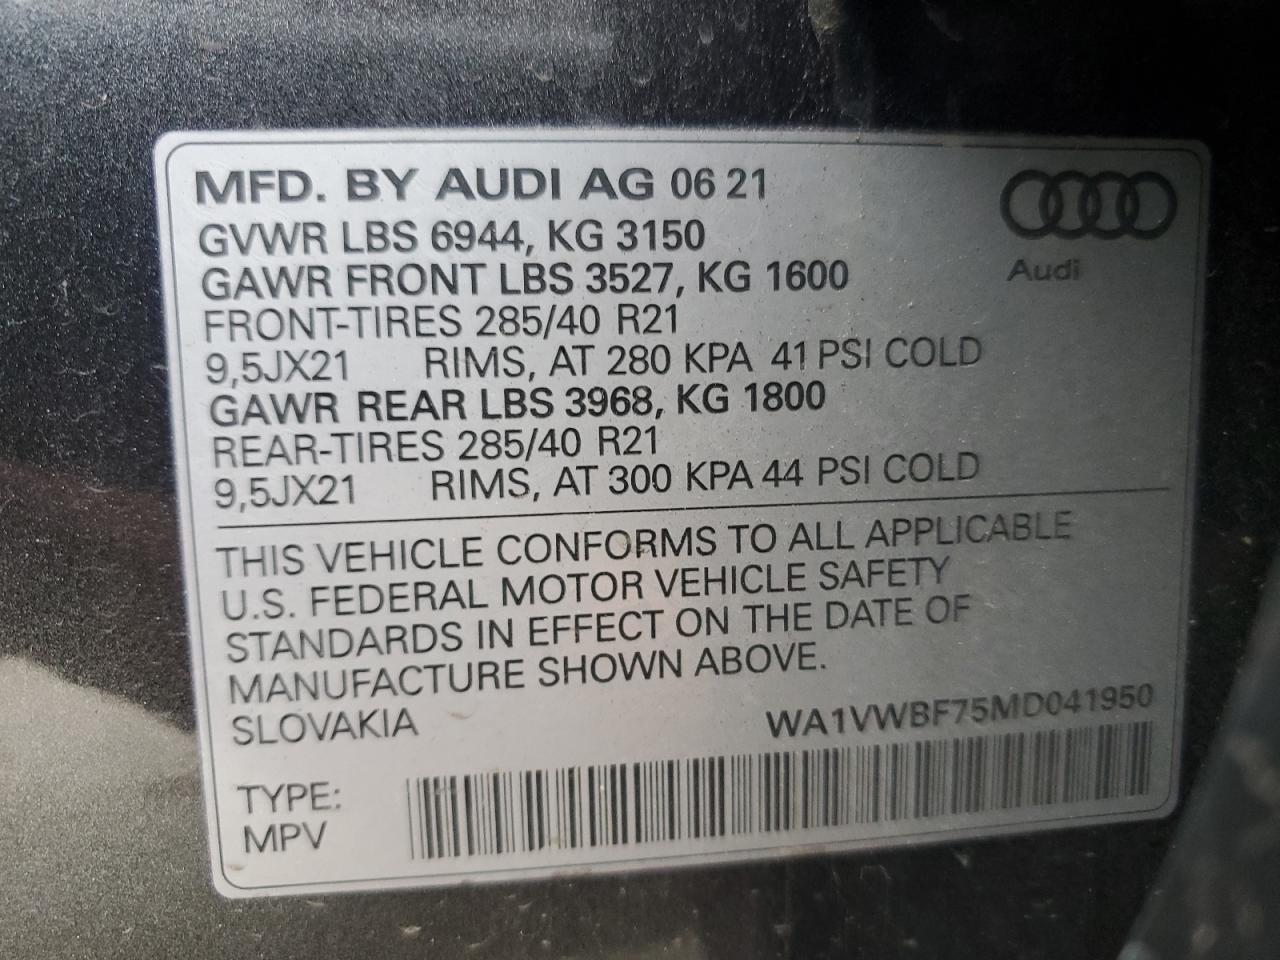 MFD. BY AUDI AG 06 21
GVWR LBS 6944, KG 3150
GAWR FRONT LBS 3527, KG 1600
FRONT-TIRES 285/40 R21
9,5JX21 RIMS, AT 280 KPA 41 PSI COLD
GAWR REAR LBS 3968, KG 1800
REAR-TIRES 285/40 R21
9,5JX21 RIMS, AT 300 KPA 44 PSI COLD
Audi
THIS VEHICLE CONFORMS TO ALL APPLICABLE
U.S. FEDERAL MOTOR VEHICLE SAFETY
STANDARDS IN EFFECT ON THE DATE OF
MANUFACTURE SHOWN ABOVE.
SLOVAKIA WA1VWBF75MD041950
TYPE:
MPV